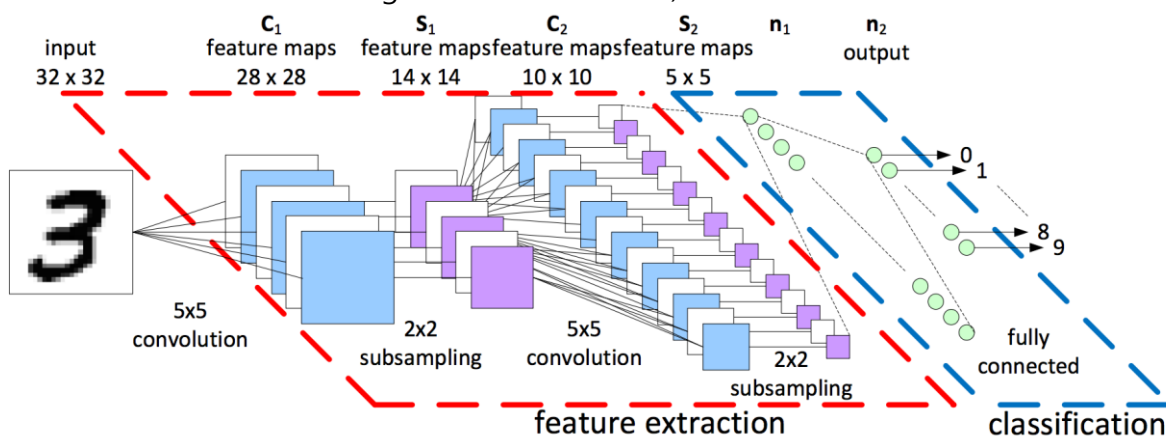 input
32 x 32
C1
feature maps
28 x 28
S1
feature maps
14 x 14
C2
feature maps
10 x 10
S2
feature maps
5 x 5
n1
n2
output
0
1
8
9
5x5
convolution
2x2
subsampling
5x5
convolution
2x2
subsampling
fully
connected
feature extraction
classification